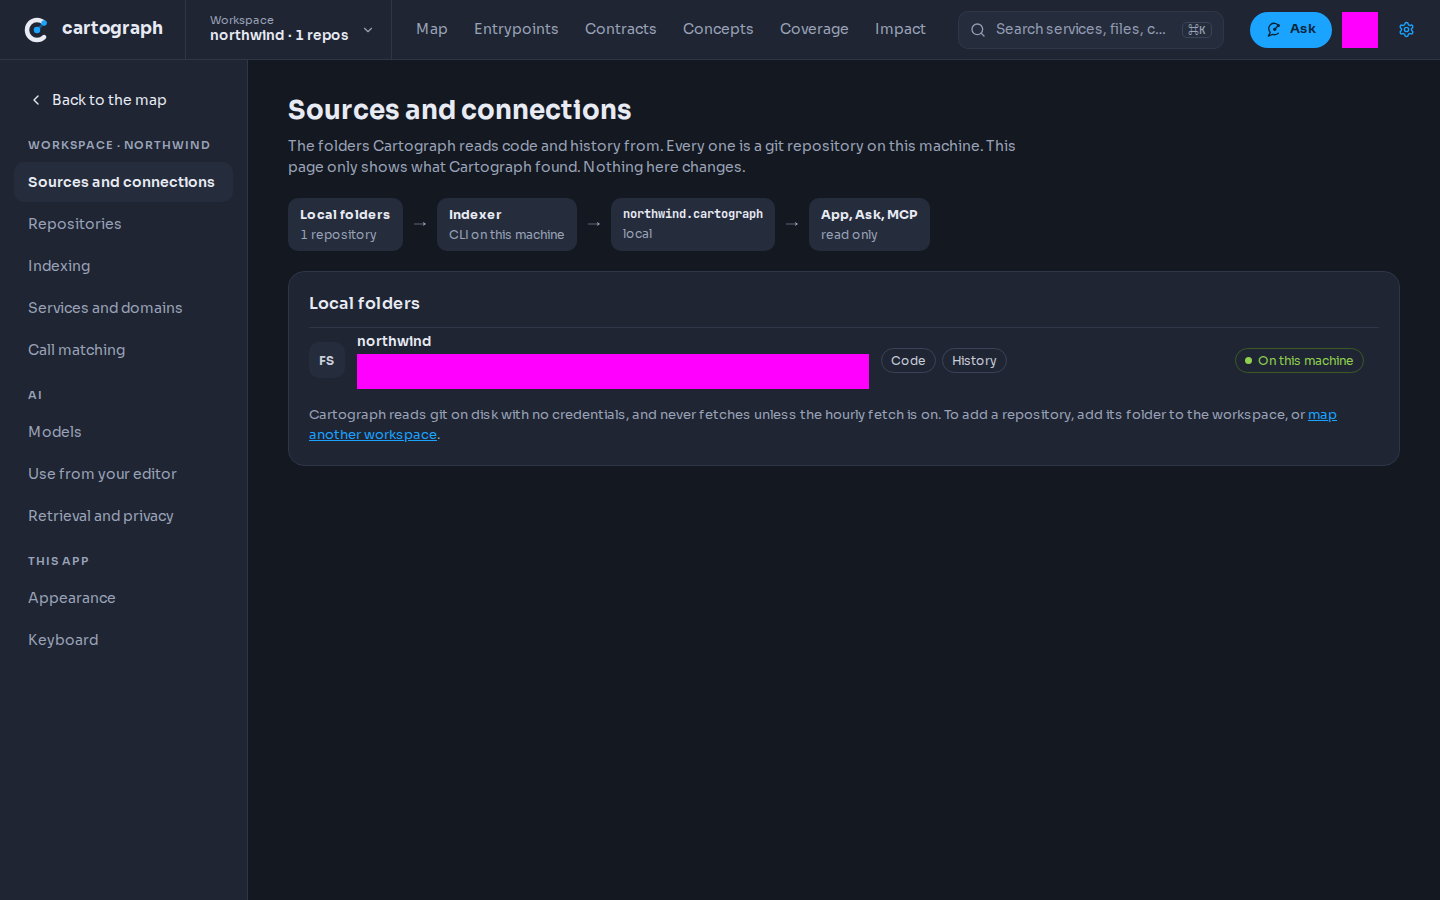 cartograph
Workspace
northwind · 1 repos
Map
Entrypoints
Contracts
Concepts
Coverage
Impact
Search services, files, c...
⌘K
Ask
Back to the map
WORKSPACE · NORTHWIND
Sources and connections
Repositories
Indexing
Services and domains
Call matching
AI
Models
Use from your editor
Retrieval and privacy
THIS APP
Appearance
Keyboard
Sources and connections
The folders Cartograph reads code and history from. Every one is a git repository on this machine. This
page only shows what Cartograph found. Nothing here changes.
Local folders
1 repository
→
Indexer
CLI on this machine
→
northwind.cartograph
local
→
App, Ask, MCP
read only
Local folders
FS
northwind
Code
History
On this machine
Cartograph reads git on disk with no credentials, and never fetches unless the hourly fetch is on. To add a repository, add its folder to the workspace, or map
another workspace.